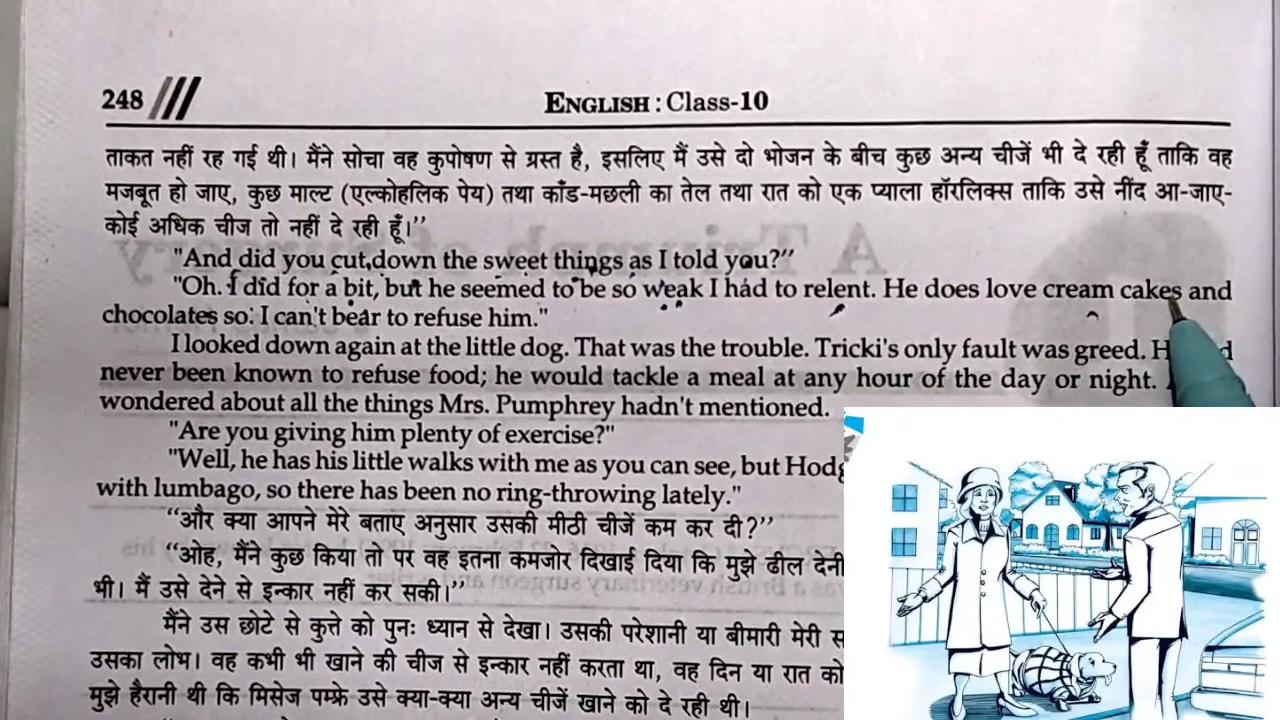 248
ENGLISH : Class-10
ताकत नहीं रह गई थी। मैंने सोचा वह कुपोषण से ग्रस्त है, इसलिए मैं उसे दो भोजन के बीच कुछ अन्य चीजें भी दे रही हूँ ताकि वह
मजबूत हो जाए, कुछ माल्ट (एल्कोहलिक पेय) तथा कॉड-मछली का तेल तथा रात को एक प्याला हॉरलिक्स ताकि उसे नींद आ-जाए-
कोई अधिक चीज तो नहीं दे रही हूँ।”
"And did you cut down the sweet things as I told you?”
"Oh. I did for a bit, but he seemed to be so weak I had to relent. He does love cream cakes and
chocolates so. I can't bear to refuse him."
I looked down again at the little dog. That was the trouble. Tricki's only fault was greed.
never been known to refuse food; he would tackle a meal at any hour of the day or night.
wondered about all the things Mrs. Pumphrey hadn't mentioned.
"Are you giving him plenty of exercise?"
"Well, he has his little walks with me as you can see, but
with lumbago, so there has been no ring-throwing lately."
“और क्या आपने मेरे बताए अनुसार उसकी मीठी चीजें कम कर दी?”
“ओह, मैंने कुछ किया तो पर वह इतना कमजोर दिखाई दिया कि मुझे ढील देनी
भी। मैं उसे देने से इन्कार नहीं कर सकी।”
मैंने उस छोटे से कुत्ते को पुनः ध्यान से देखा। उसकी परेशानी या बीमारी मेरी
उसका लोभ। वह कभी भी खाने की चीज से इन्कार नहीं करता था, वह दिन या रात को
मुझे हैरानी थी कि मिसेज पम्फ्रे उसे क्या-क्या अन्य चीजें खाने को दे रही थी।